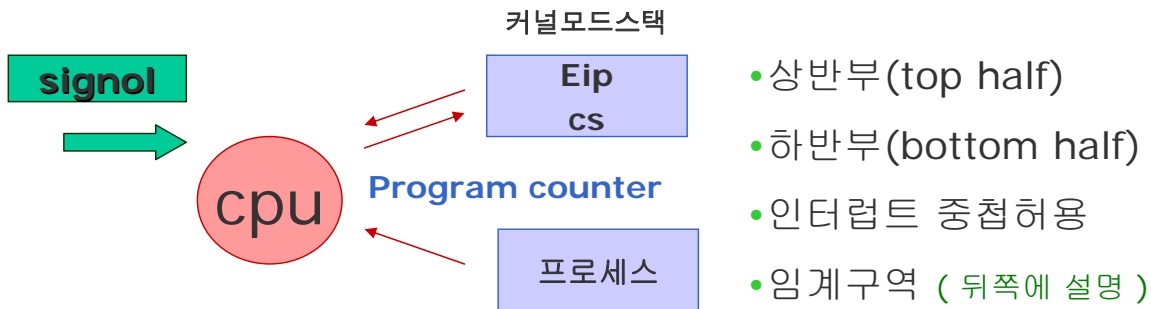 커널모드스택
signol
Eip
cs
cpu
Program counter
프로세스
•상반부(top half)
•하반부(bottom half)
•인터럽트 중첩허용
•임계구역 ( 뒤쪽에 설명 )